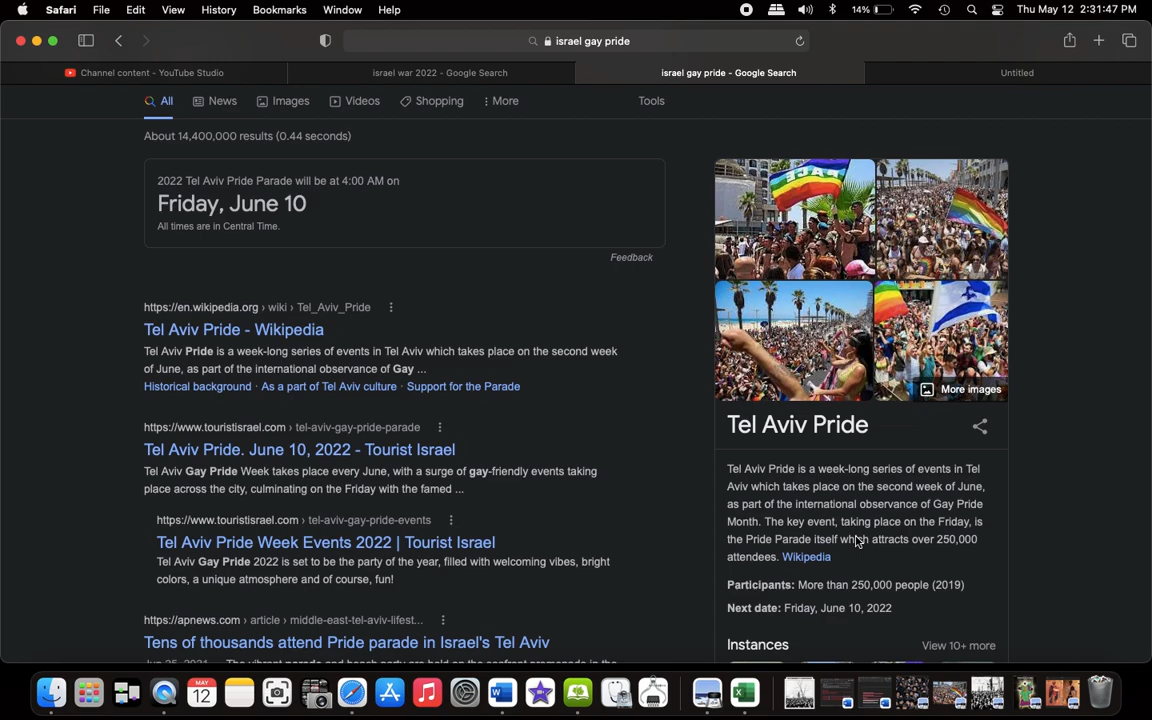 Safari File Edit View History Bookmarks Window Help 14% Thu May 12 2:31:47 PM
israel gay pride
Channel content - YouTube Studio israel war 2022 - Google Search israel gay pride - Google Search Untitled
All News Images Videos Shopping More Tools
About 14,400,000 results (0.44 seconds)
2022 Tel Aviv Pride Parade will be at 4:00 AM on
Friday, June 10
All times are in Central Time.
Feedback
https://en.wikipedia.org › wiki › Tel_Aviv_Pride
Tel Aviv Pride - Wikipedia
Tel Aviv Pride is a week-long series of events in Tel Aviv which takes place on the second week
of June, as part of the international observance of Gay ...
Historical background · As a part of Tel Aviv culture · Support for the Parade
https://www.touristisrael.com › tel-aviv-gay-pride-parade
Tel Aviv Pride. June 10, 2022 - Tourist Israel
Tel Aviv Gay Pride Week takes place every June, with a surge of gay-friendly events taking
place across the city, culminating on the Friday with the famed ...
https://www.touristisrael.com › tel-aviv-gay-pride-events
Tel Aviv Pride Week Events 2022 | Tourist Israel
Tel Aviv Gay Pride 2022 is set to be the party of the year, filled with welcoming vibes, bright
colors, a unique atmosphere and of course, fun!
https://apnews.com › article › middle-east-tel-aviv-lifest...
Tens of thousands attend Pride parade in Israel's Tel Aviv
PEACE
More images
Tel Aviv Pride
Tel Aviv Pride is a week-long series of events in Tel
Aviv which takes place on the second week of June,
as part of the international observance of Gay Pride
Month. The key event, taking place on the Friday, is
the Pride Parade itself which attracts over 250,000
attendees. Wikipedia
Participants: More than 250,000 people (2019)
Next date: Friday, June 10, 2022
Instances View 10+ more
MAY
12